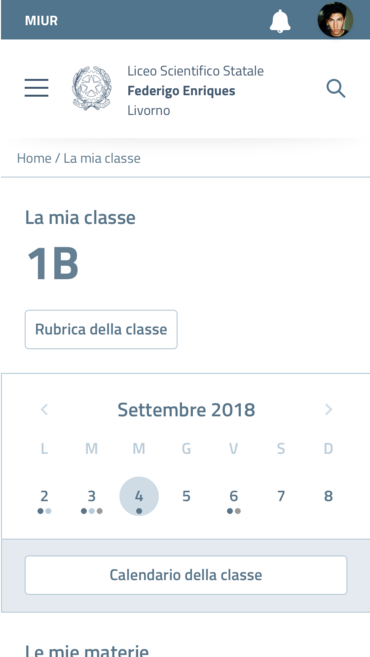 MIUR
Liceo Scientifico Statale
Federigo Enriques
Livorno
Home / La mia classe
La mia classe
1B
Rubrica della classe
Settembre 2018
L M M G V S D
2 3 4 5 6 7 8
Calendario della classe
Le mie materie